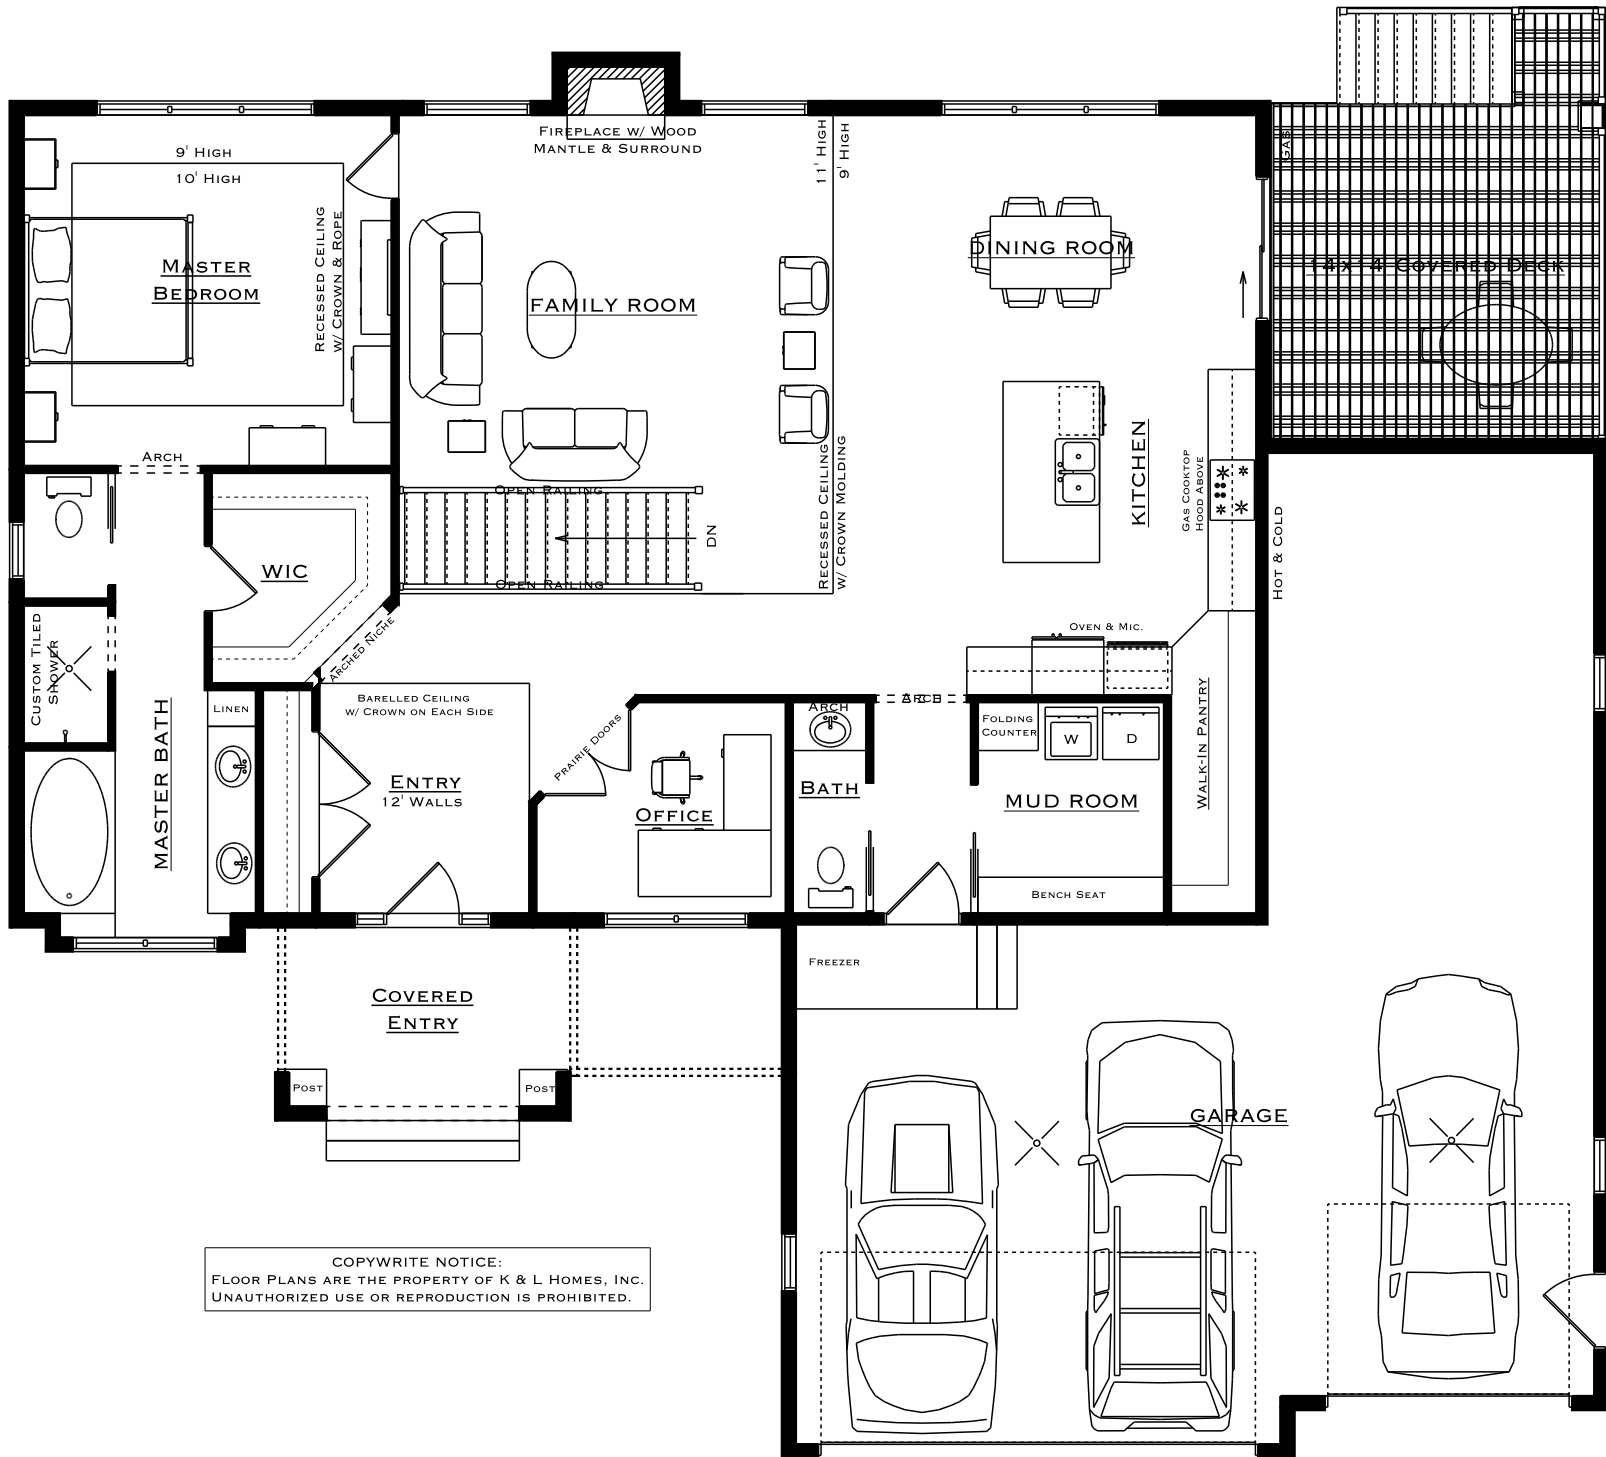 Fireplace w/ Wood
Mantle & Surround
11' High
9' High
Gas
9' High
10' High
Recessed Ceiling
w/ Crown & Rope
Master
Bedroom
FAMILY ROOM
DINING ROOM
14x14 Covered Deck
Arch
Open Railing
Open Railing
DN
Recessed Ceiling
w/ Crown Molding
KITCHEN
Gas Cooktop
Hood Above
Hot & Cold
WIC
Arched Niche
Custom Tiled
Shower
Oven & Mic.
Barelled Ceiling
w/ Crown on Each Side
Linen
MASTER BATH
Entry
12' Walls
Prairie Doors
Office
Arch
Arch
Bath
Folding
Counter
W
D
MUD ROOM
Bench Seat
Walk-In Pantry
Freezer
Covered
Entry
Post
Post
GARAGE
COPYWRITE NOTICE:
Floor Plans are the property of K & L Homes, Inc.
Unauthorized use or reproduction is prohibited.